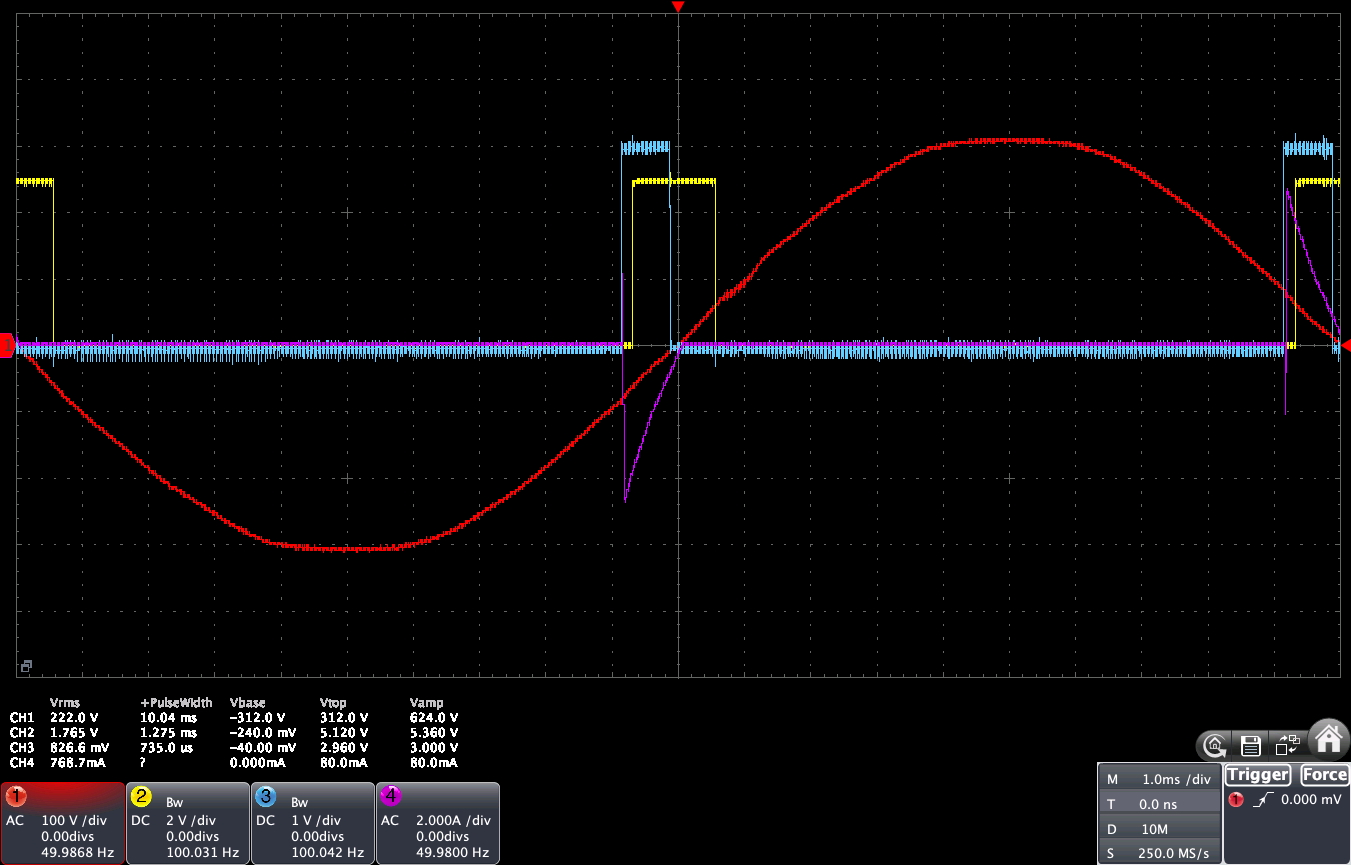 1
Vrms +PulseWidth Vbase Vtop Vamp
CH1 222.0 V 10.04 ms -312.0 V 312.0 V 624.0 V
CH2 1.765 V 1.275 ms -240.0 mV 5.120 V 5.360 V
CH3 826.6 mV 735.0 us -40.00 mV 2.960 V 3.000 V
CH4 768.7mA ? 0.000mA 80.0mA 80.0mA
1
AC 100 V /div
0.00divs
49.9868 Hz
2 Bw
DC 2 V /div
0.00divs
100.031 Hz
3 Bw
DC 1 V /div
0.00divs
100.042 Hz
4
AC 2.000A /div
0.00divs
49.9800 Hz
M 1.0ms /div
T 0.0 ns
D 10M
S 250.0 MS/s
Trigger Force
1 0.000 mV